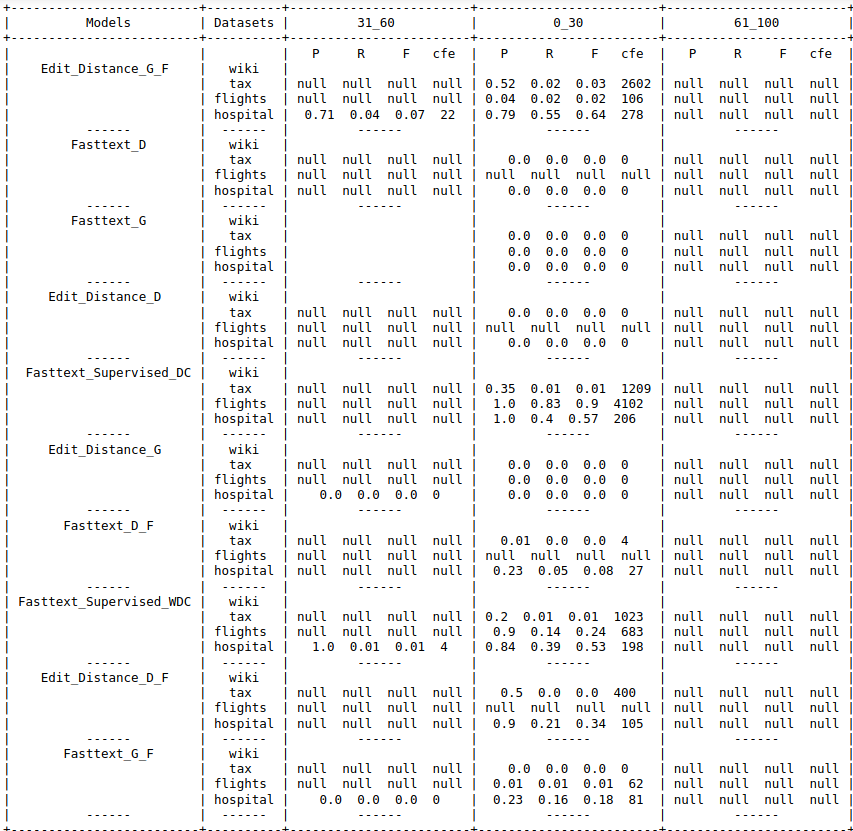 +-------------------------+----------+------------------------+------------------------+------------------------+
| Models | Datasets | 31_60 | 0_30 | 61_100 |
+-------------------------+----------+------------------------+------------------------+------------------------+
| | | P R F cfe | P R F cfe | P R F cfe |
| Edit_Distance_G_F | wiki | | | |
| | tax | null null null null | 0.52 0.02 0.03 2602 | null null null null |
| | flights | null null null null | 0.04 0.02 0.02 106 | null null null null |
| | hospital | 0.71 0.04 0.07 22 | 0.79 0.55 0.64 278 | null null null null |
| ------ | ------ | ------ | ------ | ------ |
| Fasttext_D | wiki | | | |
| | tax | null null null null | 0.0 0.0 0.0 0 | null null null null |
| | flights | null null null null | null null null null | null null null null |
| | hospital | null null null null | 0.0 0.0 0.0 0 | null null null null |
| ------ | ------ | ------ | ------ | ------ |
| Fasttext_G | wiki | | | |
| | tax | | 0.0 0.0 0.0 0 | null null null null |
| | flights | | 0.0 0.0 0.0 0 | null null null null |
| | hospital | | 0.0 0.0 0.0 0 | null null null null |
| ------ | ------ | ------ | ------ | ------ |
| Edit_Distance_D | wiki | | | |
| | tax | null null null null | 0.0 0.0 0.0 0 | null null null null |
| | flights | null null null null | null null null null | null null null null |
| | hospital | null null null null | 0.0 0.0 0.0 0 | null null null null |
| ------ | ------ | ------ | ------ | ------ |
| Fasttext_Supervised_DC | wiki | | | |
| | tax | null null null null | 0.35 0.01 0.01 1209 | null null null null |
| | flights | null null null null | 1.0 0.83 0.9 4102 | null null null null |
| | hospital | null null null null | 1.0 0.4 0.57 206 | null null null null |
| ------ | ------ | ------ | ------ | ------ |
| Edit_Distance_G | wiki | | | |
| | tax | null null null null | 0.0 0.0 0.0 0 | null null null null |
| | flights | null null null null | 0.0 0.0 0.0 0 | null null null null |
| | hospital | 0.0 0.0 0.0 0 | 0.0 0.0 0.0 0 | null null null null |
| ------ | ------ | ------ | ------ | ------ |
| Fasttext_D_F | wiki | | | |
| | tax | null null null null | 0.01 0.0 0.0 4 | null null null null |
| | flights | null null null null | null null null null | null null null null |
| | hospital | null null null null | 0.23 0.05 0.08 27 | null null null null |
| ------ | ------ | ------ | ------ | ------ |
| Fasttext_Supervised_WDC | wiki | | | |
| | tax | null null null null | 0.2 0.01 0.01 1023 | null null null null |
| | flights | null null null null | 0.9 0.14 0.24 683 | null null null null |
| | hospital | 1.0 0.01 0.01 4 | 0.84 0.39 0.53 198 | null null null null |
| ------ | ------ | ------ | ------ | ------ |
| Edit_Distance_D_F | wiki | | | |
| | tax | null null null null | 0.5 0.0 0.0 400 | null null null null |
| | flights | null null null null | null null null null | null null null null |
| | hospital | null null null null | 0.9 0.21 0.34 105 | null null null null |
| ------ | ------ | ------ | ------ | ------ |
| Fasttext_G_F | wiki | | | |
| | tax | null null null null | 0.0 0.0 0.0 0 | null null null null |
| | flights | null null null null | 0.01 0.01 0.01 62 | null null null null |
| | hospital | 0.0 0.0 0.0 0 | 0.23 0.16 0.18 81 | null null null null |
| ------ | ------ | ------ | ------ | ------ |
+-------------------------+----------+------------------------+------------------------+------------------------+